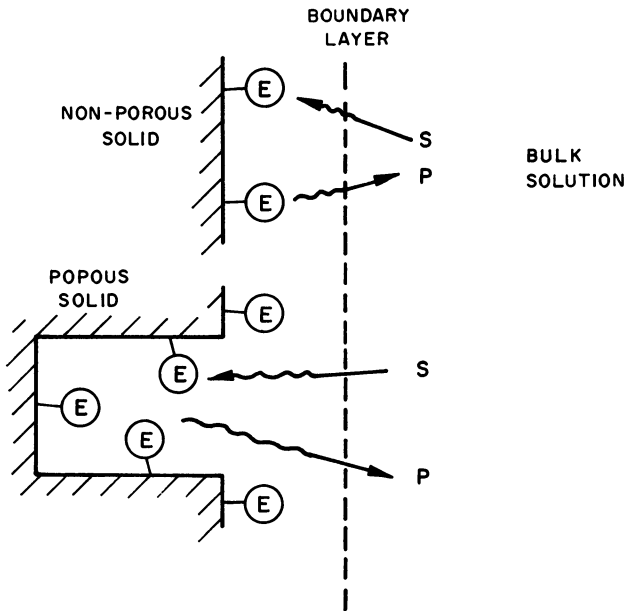 BOUNDARY
LAYER
E
NON-POROUS
SOLID
S
BULK
SOLUTION
P
E
POPOUS
SOLID
E
E
S
E
E
P
E